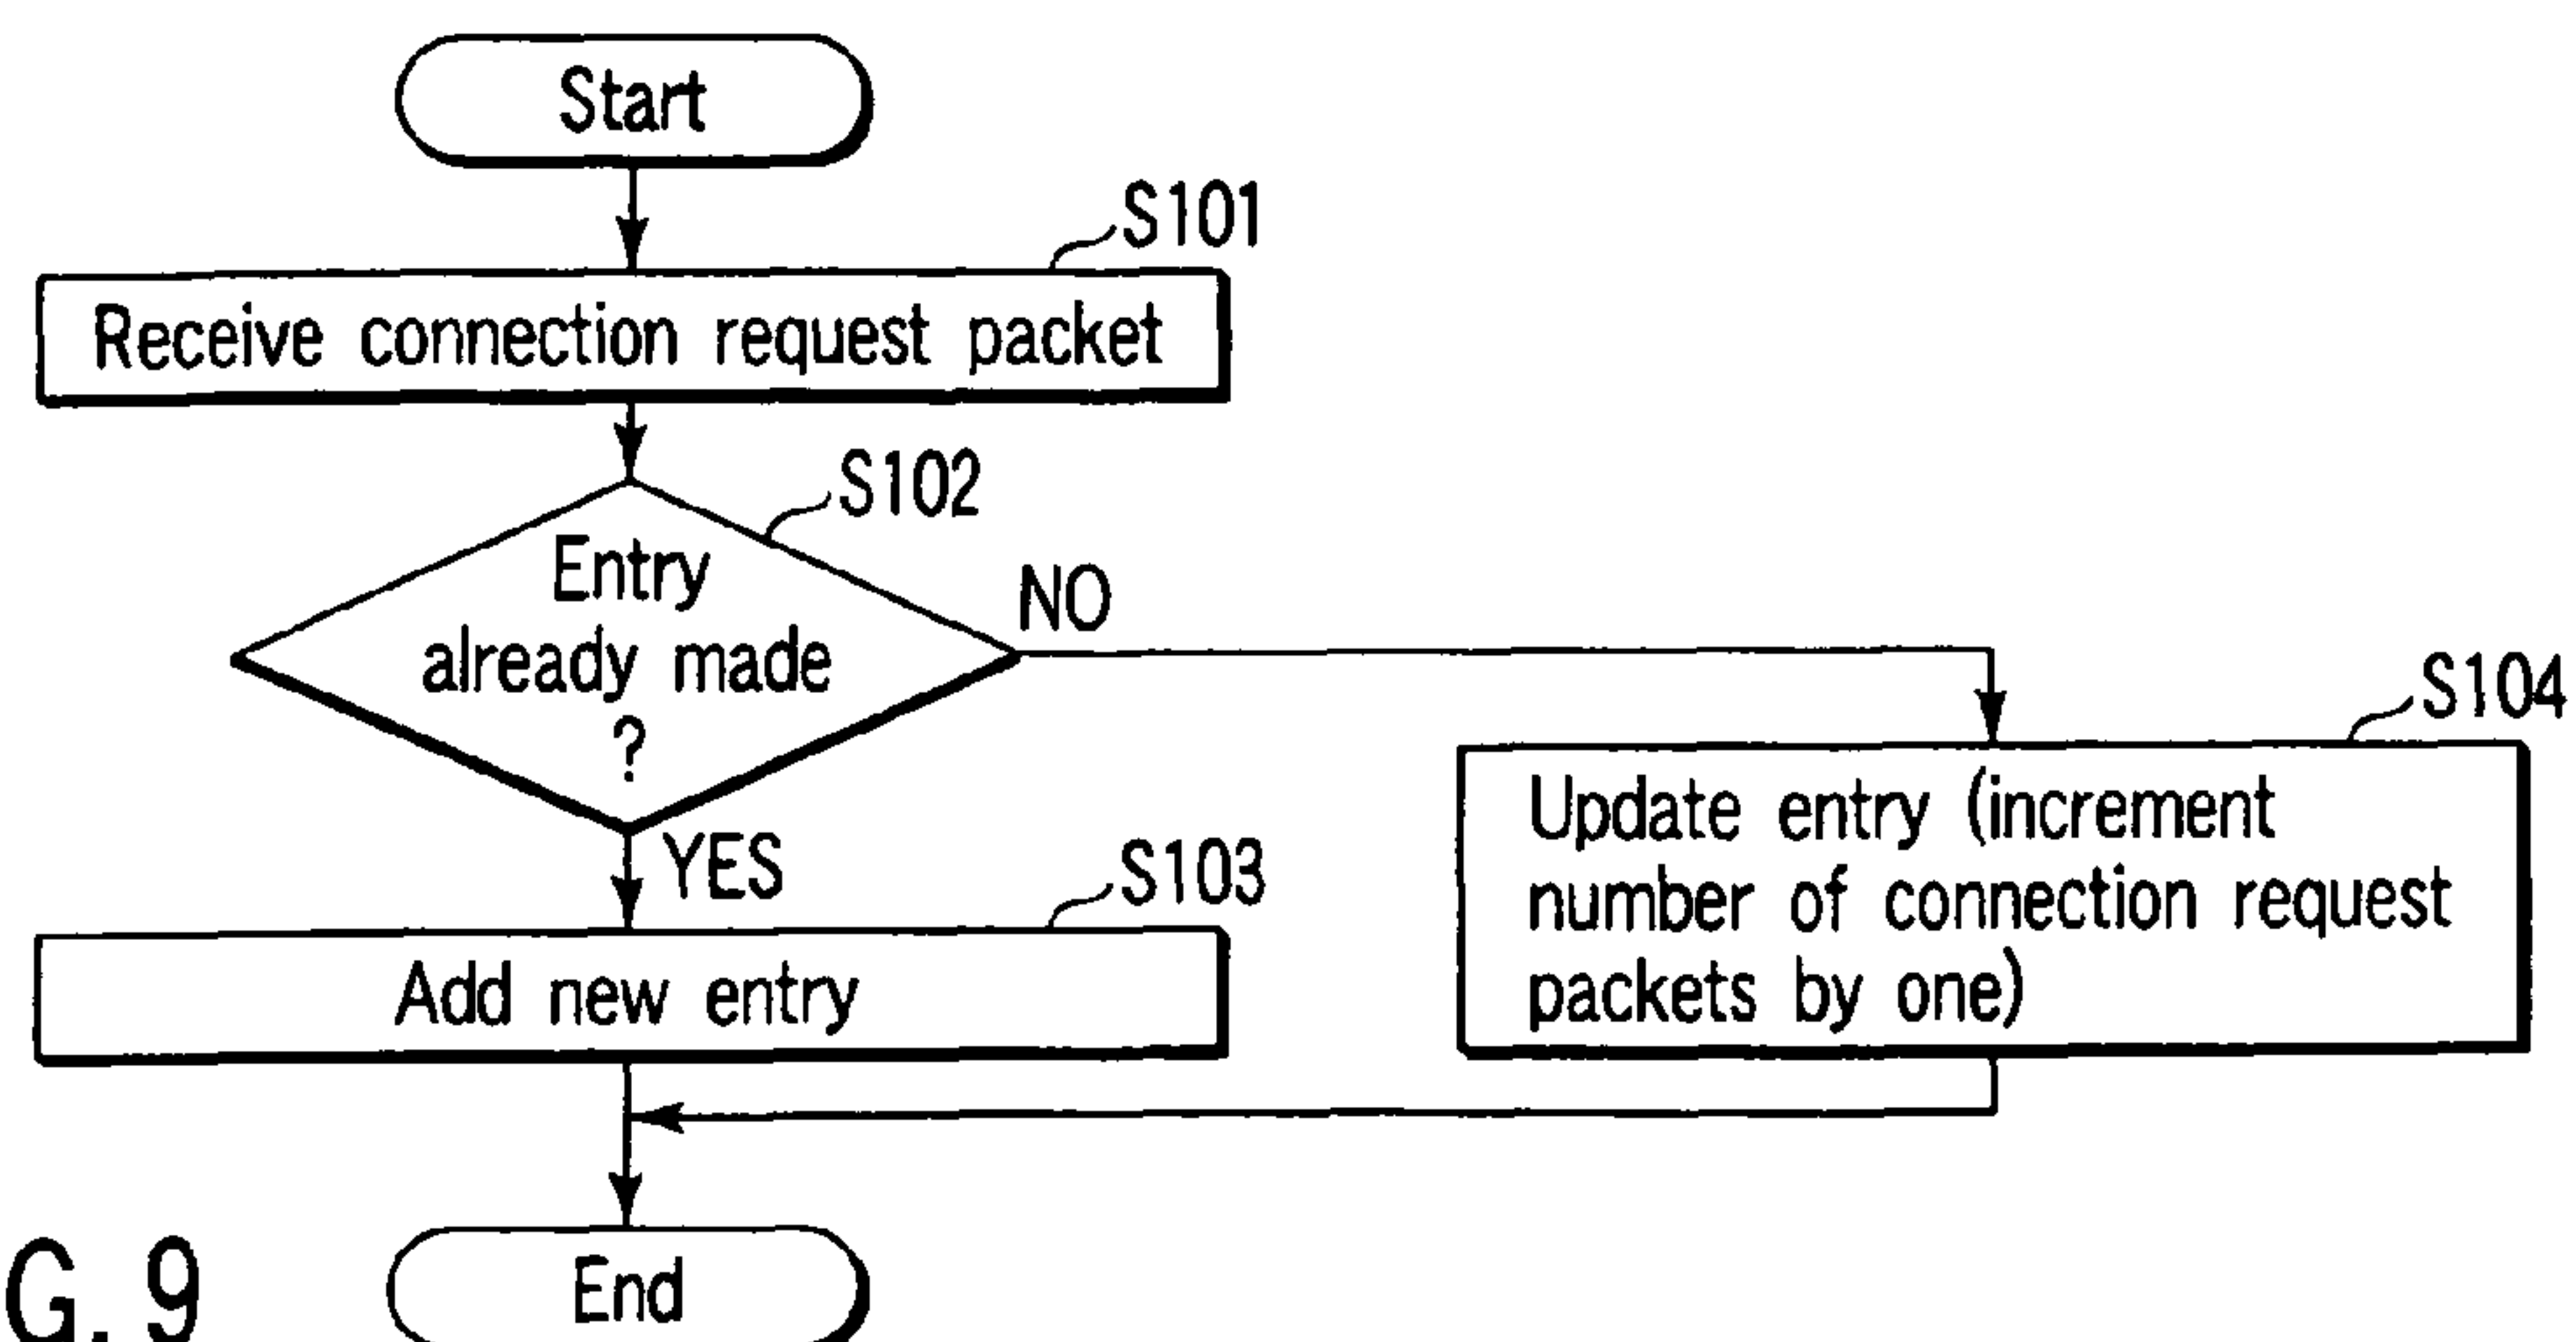 Start
S101
Receive connection request packet
S102
Entry
already made
?
NO
YES
S103
Add new entry
S104
Update entry (increment
number of connection request
packets by one)
End
G. 9